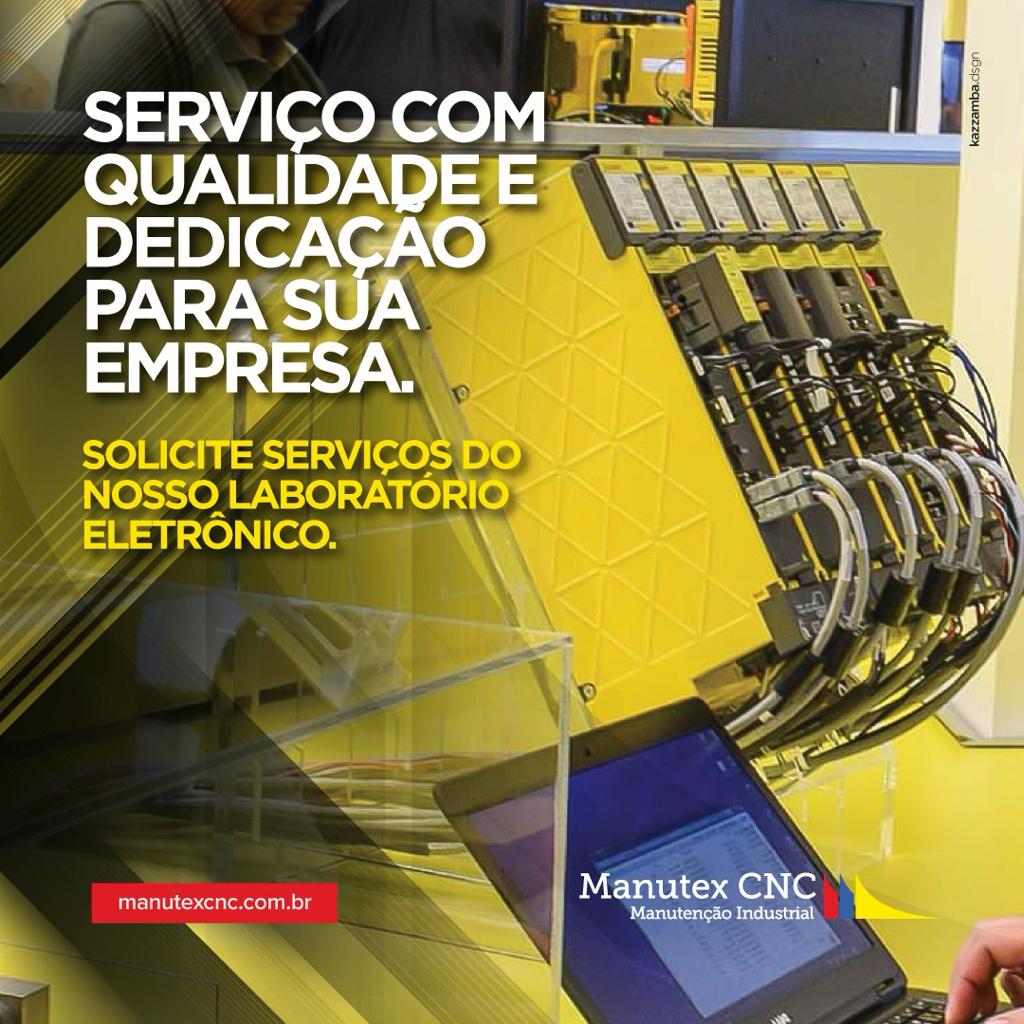 kazzamba.dsgn
SERVIÇO COM
QUALIDADE E
DEDICAÇÃO
PARA SUA
EMPRESA.
SOLICITE SERVIÇOS DO
NOSSO LABORATÓRIO
ELETRÔNICO.
manutexcnc.com.br
Manutex CNC
Manutenção Industrial